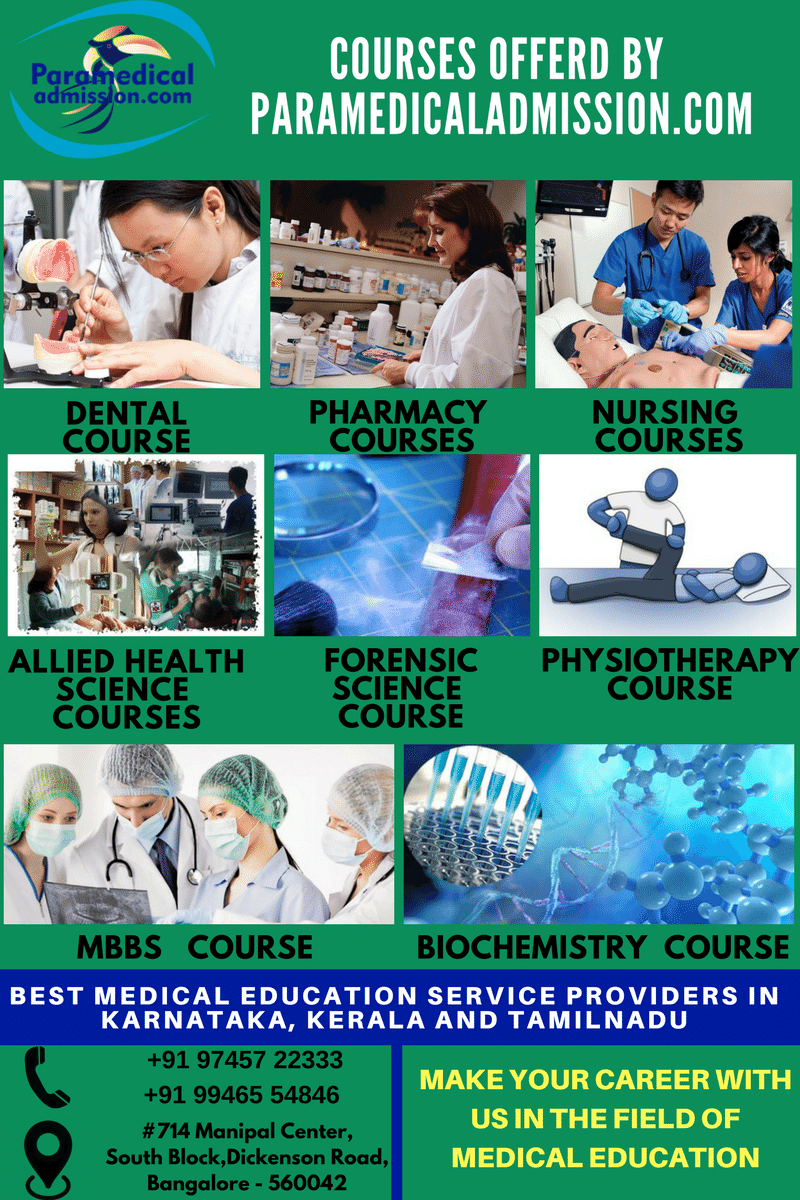 Paramedical
admission.com
COURSES OFFERD BY
PARAMEDICALADMISSION.COM
DENTAL
COURSE
PHARMACY
COURSES
NURSING
COURSES
ALLIED HEALTH
SCIENCE
COURSES
FORENSIC
SCIENCE
COURSE
PHYSIOTHERAPY
COURSE
MBBS COURSE
BIOCHEMISTRY COURSE
BEST MEDICAL EDUCATION SERVICE PROVIDERS IN
KARNATAKA, KERALA AND TAMILNADU
+91 97457 22333
+91 99465 54846
#714 Manipal Center,
South Block,Dickenson Road,
Bangalore - 560042
MAKE YOUR CAREER WITH
US IN THE FIELD OF
MEDICAL EDUCATION